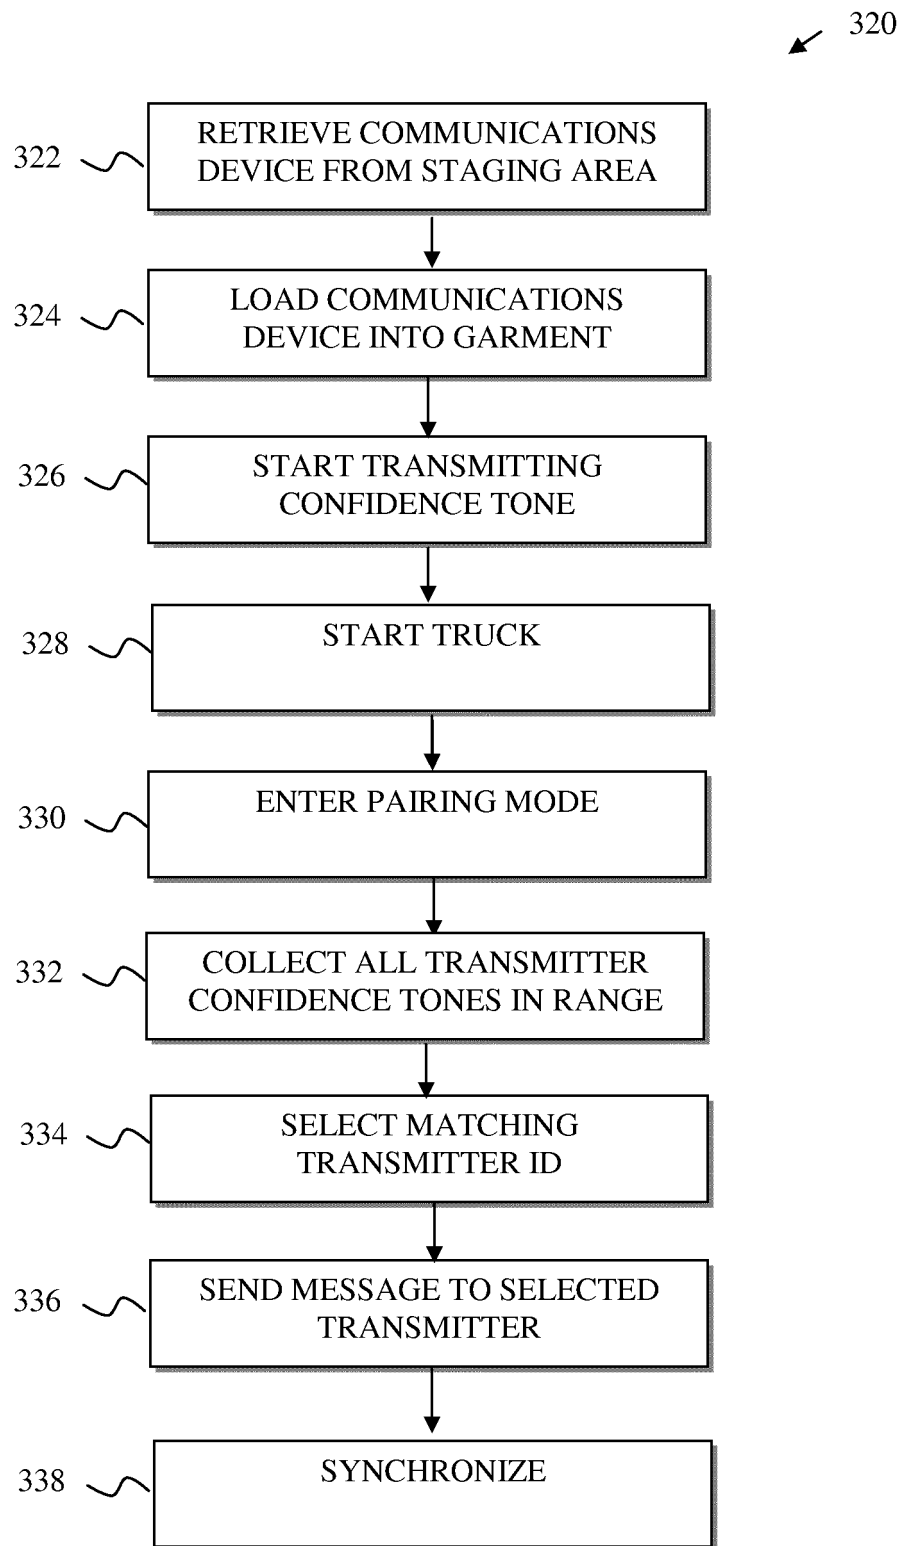 320
322
RETRIEVE COMMUNICATIONS
DEVICE FROM STAGING AREA
324
LOAD COMMUNICATIONS
DEVICE INTO GARMENT
326
START TRANSMITTING
CONFIDENCE TONE
328
START TRUCK
330
ENTER PAIRING MODE
332
COLLECT ALL TRANSMITTER
CONFIDENCE TONES IN RANGE
334
SELECT MATCHING
TRANSMITTER ID
336
SEND MESSAGE TO SELECTED
TRANSMITTER
338
SYNCHRONIZE